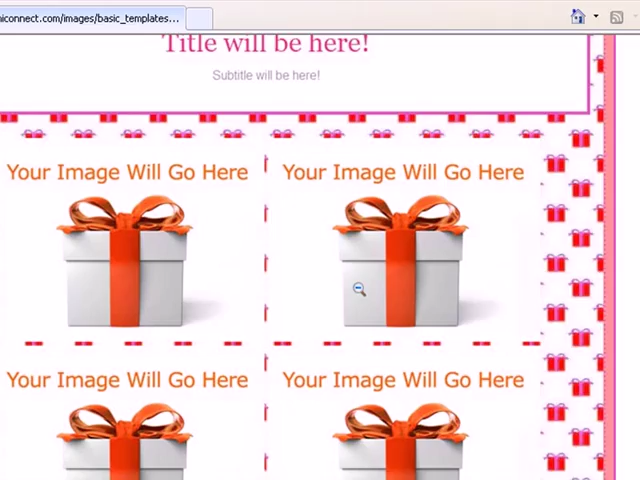 niconnect.com/images/basic_templates...
Title will be here!
Subtitle will be here!
Your Image Will Go Here
Your Image Will Go Here
Your Image Will Go Here
Your Image Will Go Here